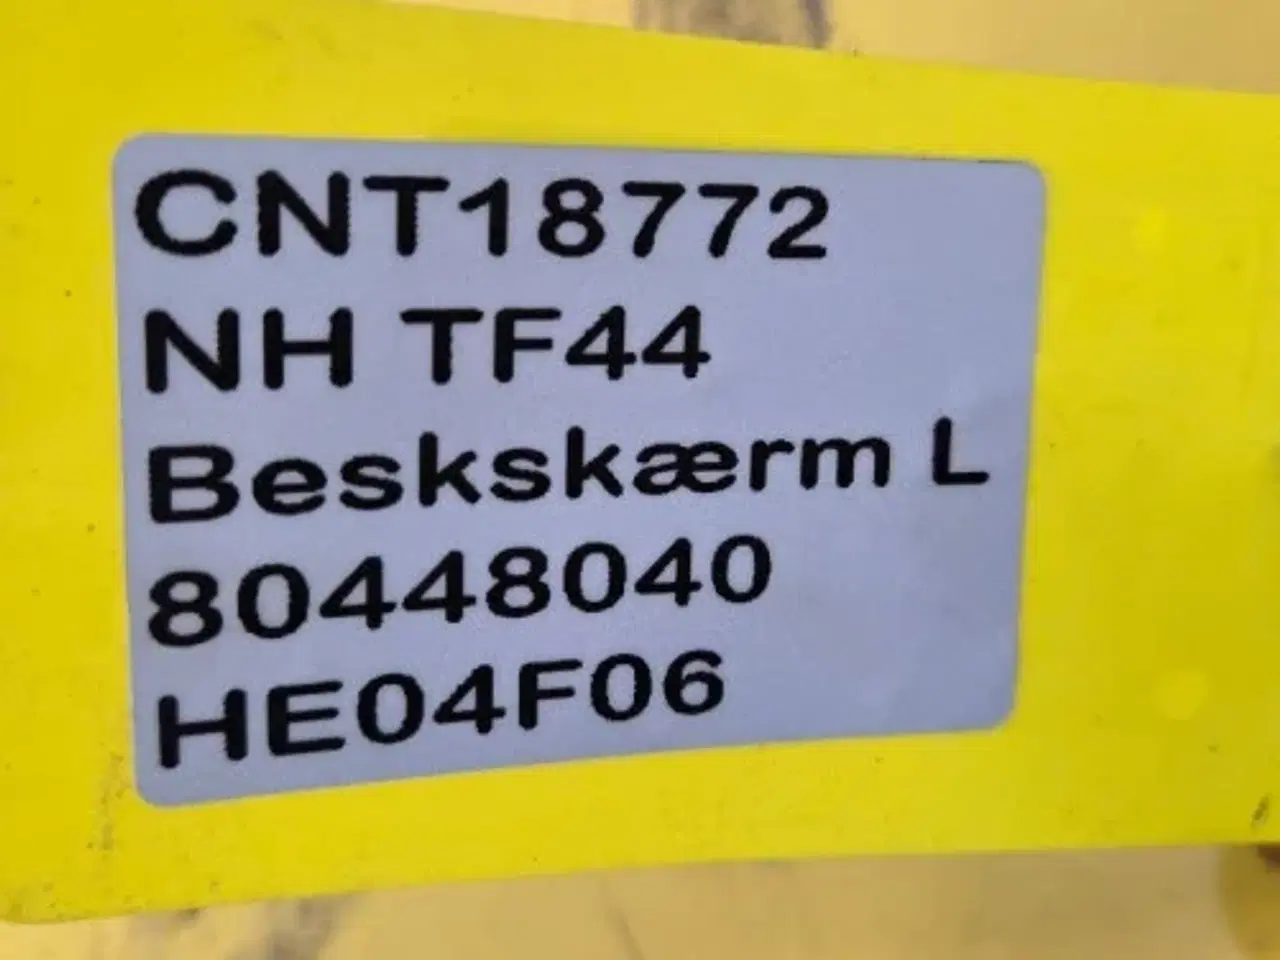 CNT18772
NH TF44
Beskskærm L
80448040
HE04F06